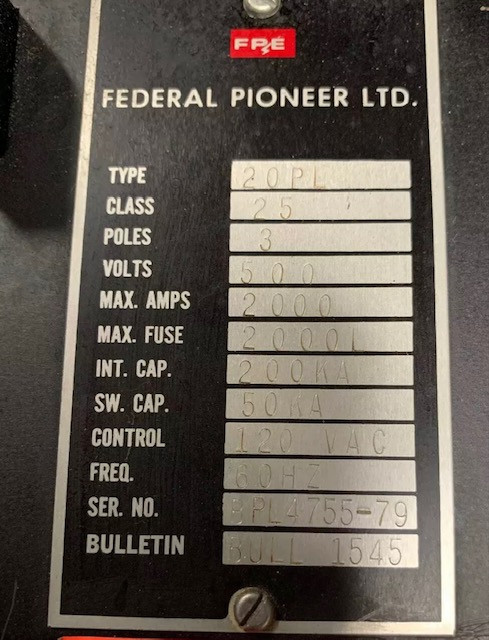 FPE
FEDERAL PIONEER LTD.
TYPE 20PL
CLASS 25
POLES 3
VOLTS 500
MAX. AMPS 2000
MAX. FUSE 2000L
INT. CAP. 200KA
SW. CAP. 50KA
CONTROL 120 VAC
FREQ. 60HZ
SER. NO. BPL4755-79
BULLETIN BULL 1545